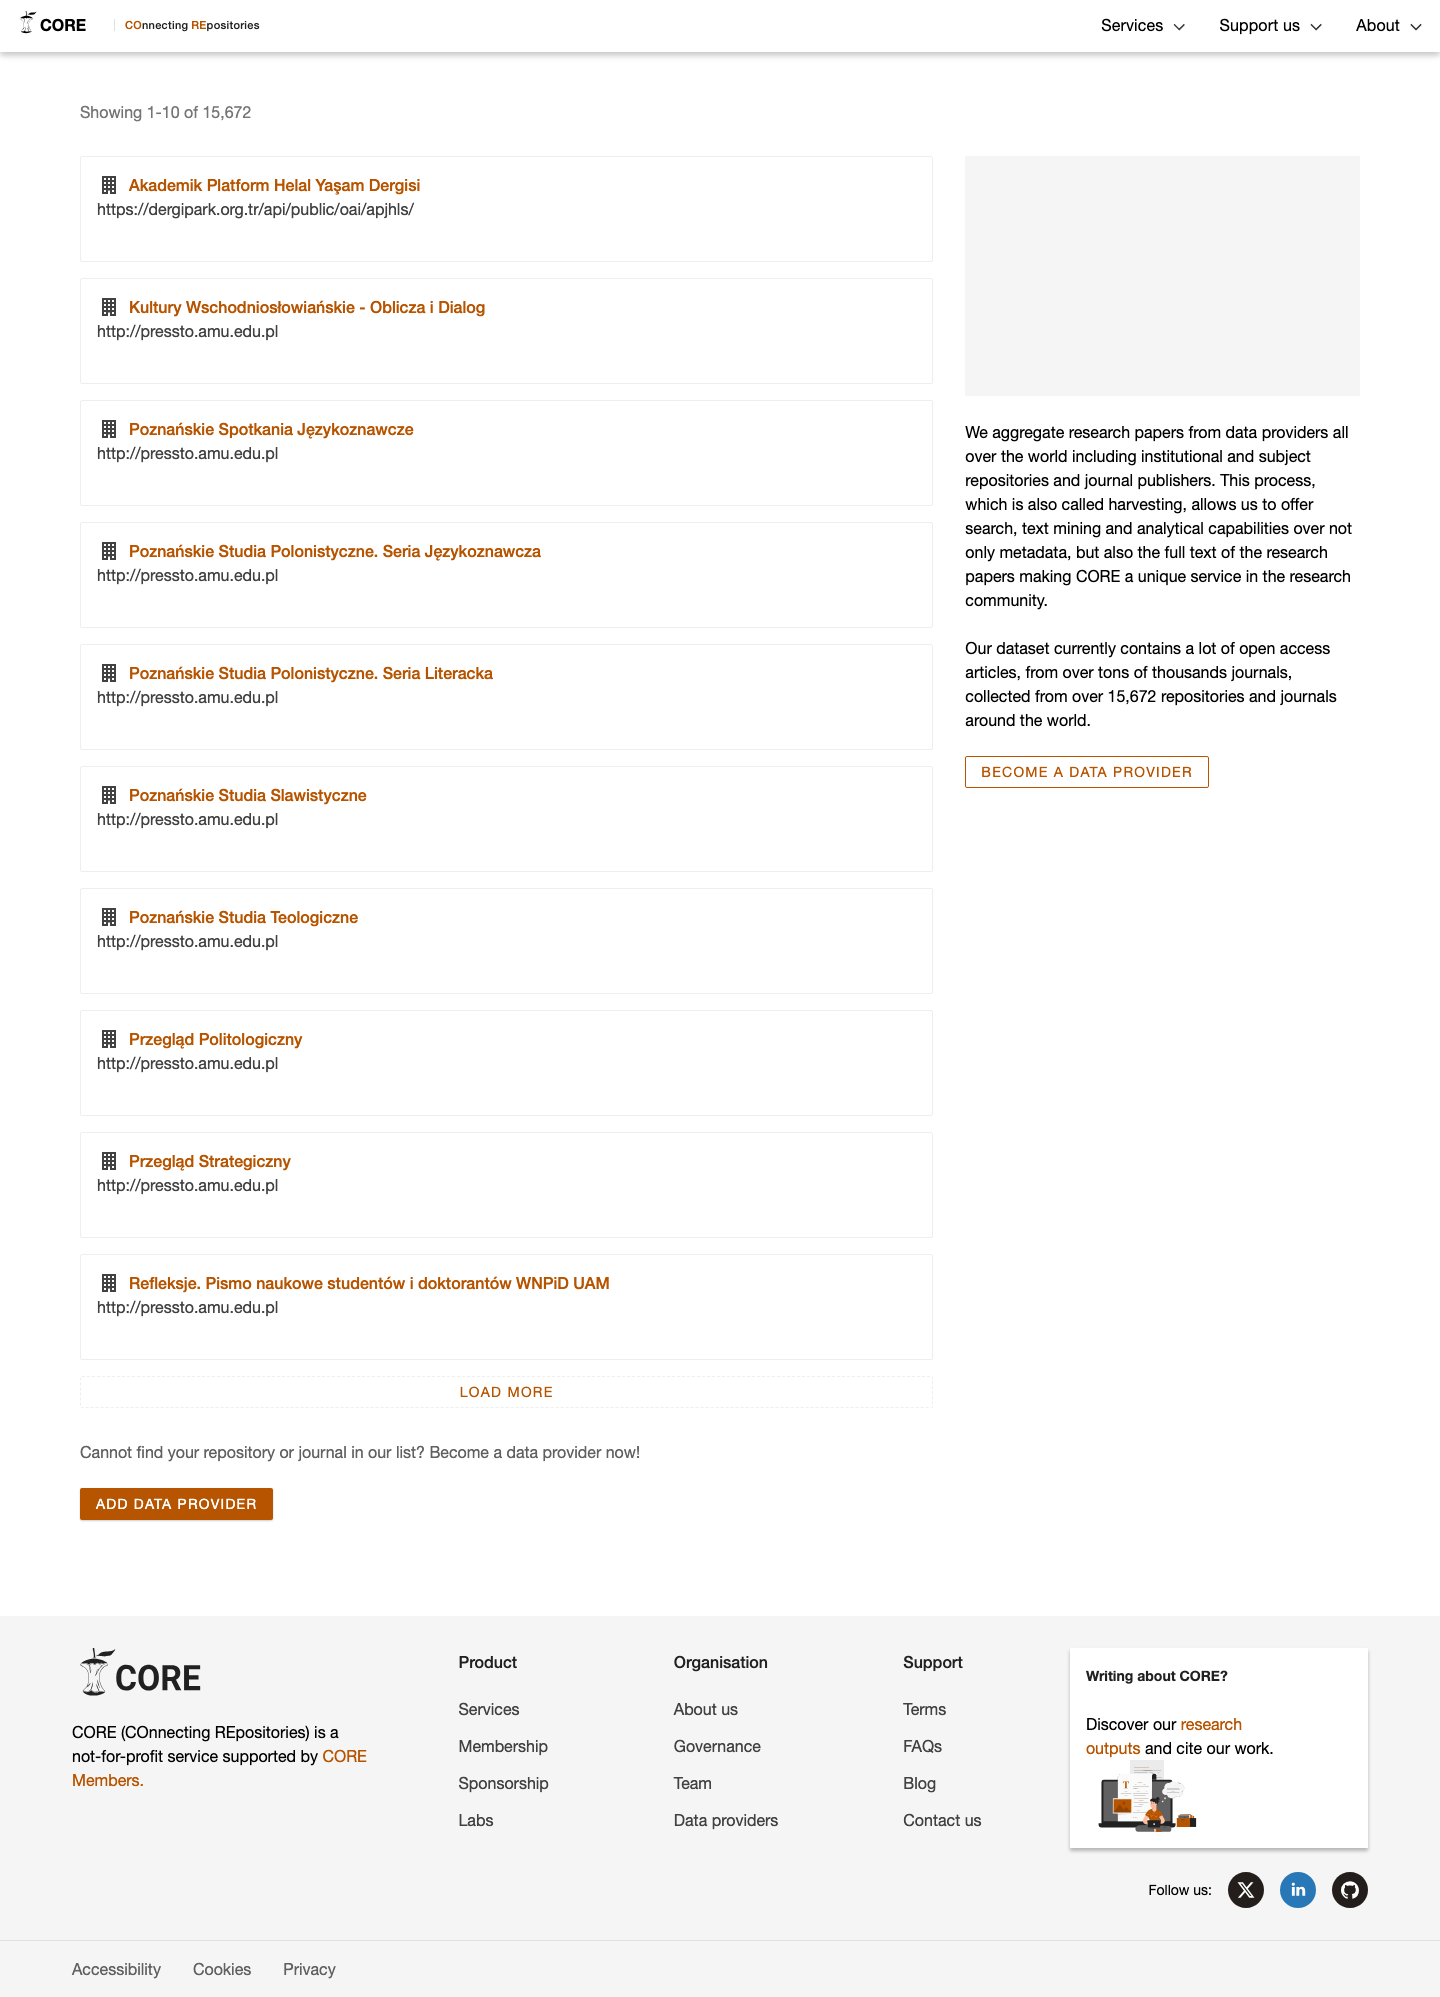 CORE
COnnecting REpositories
Services
Support us
About
Showing 1-10 of 15,672
Akademik Platform Helal Yaşam Dergisi
https://dergipark.org.tr/api/public/oai/apjhls/
Kultury Wschodniosłowiańskie - Oblicza i Dialog
http://pressto.amu.edu.pl
Poznańskie Spotkania Językoznawcze
http://pressto.amu.edu.pl
Poznańskie Studia Polonistyczne. Seria Językoznawcza
http://pressto.amu.edu.pl
Poznańskie Studia Polonistyczne. Seria Literacka
http://pressto.amu.edu.pl
Poznańskie Studia Slawistyczne
http://pressto.amu.edu.pl
Poznańskie Studia Teologiczne
http://pressto.amu.edu.pl
Przegląd Politologiczny
http://pressto.amu.edu.pl
Przegląd Strategiczny
http://pressto.amu.edu.pl
Refleksje. Pismo naukowe studentów i doktorantów WNPiD UAM
http://pressto.amu.edu.pl
LOAD MORE
Cannot find your repository or journal in our list? Become a data provider now!
ADD DATA PROVIDER
We aggregate research papers from data providers all
over the world including institutional and subject
repositories and journal publishers. This process,
which is also called harvesting, allows us to offer
search, text mining and analytical capabilities over not
only metadata, but also the full text of the research
papers making CORE a unique service in the research
community.
Our dataset currently contains a lot of open access
articles, from over tons of thousands journals,
collected from over 15,672 repositories and journals
around the world.
BECOME A DATA PROVIDER
CORE
CORE (COnnecting REpositories) is a
not-for-profit service supported by CORE
Members.
Product
Services
Membership
Sponsorship
Labs
Organisation
About us
Governance
Team
Data providers
Support
Terms
FAQs
Blog
Contact us
Writing about CORE?
Discover our research
outputs and cite our work.
T
Follow us:
in
Accessibility
Cookies
Privacy